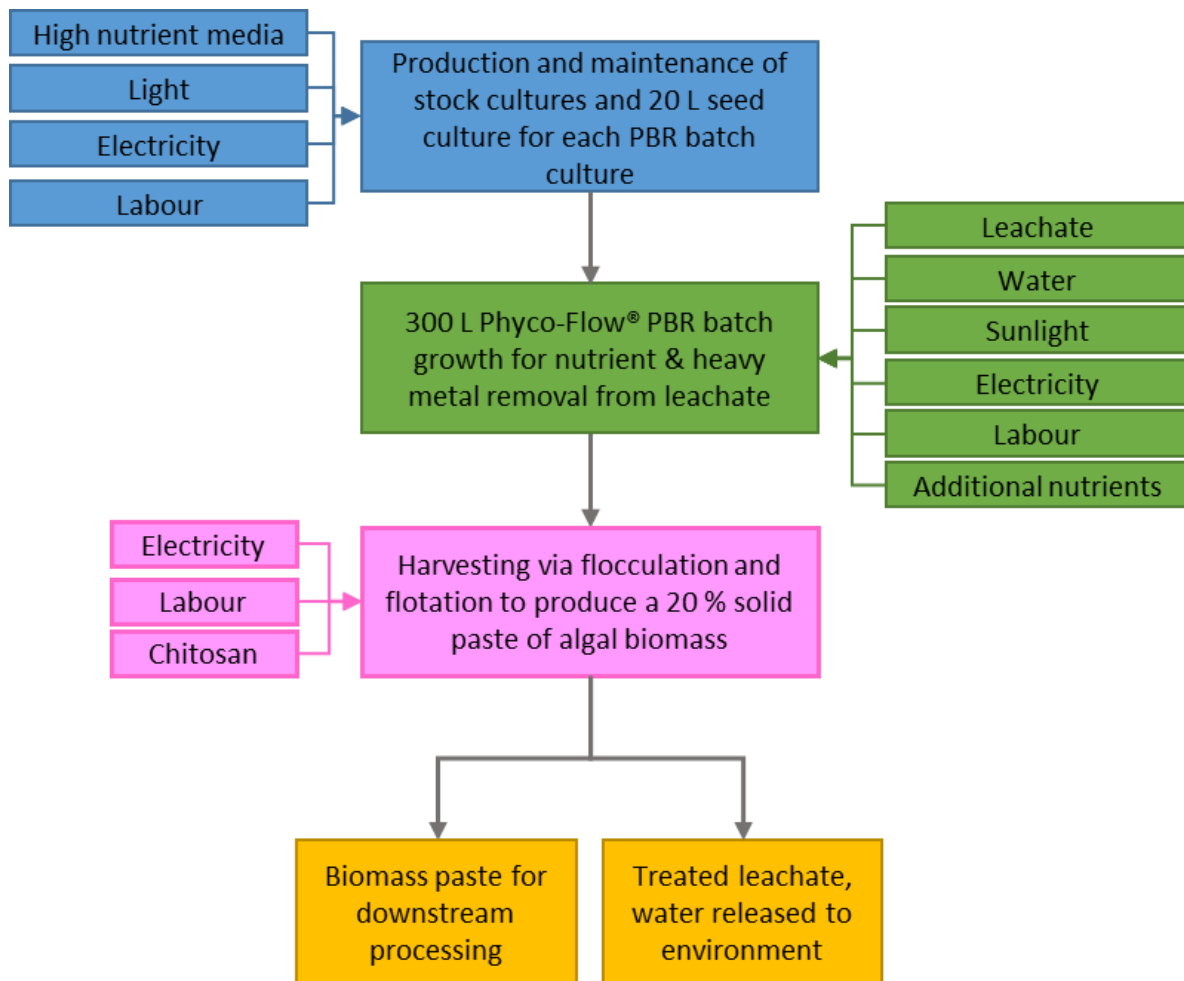 High nutrient media
Light
Electricity
Labour
Production and maintenance of
stock cultures and 20 L seed
culture for each PBR batch
culture
Leachate
Water
Sunlight
Electricity
Labour
Additional nutrients
300 L Phyco-Flow® PBR batch
growth for nutrient & heavy
metal removal from leachate
Electricity
Labour
Chitosan
Harvesting via flocculation and
flotation to produce a 20 % solid
paste of algal biomass
Biomass paste for
downstream
processing
Treated leachate,
water released to
environment